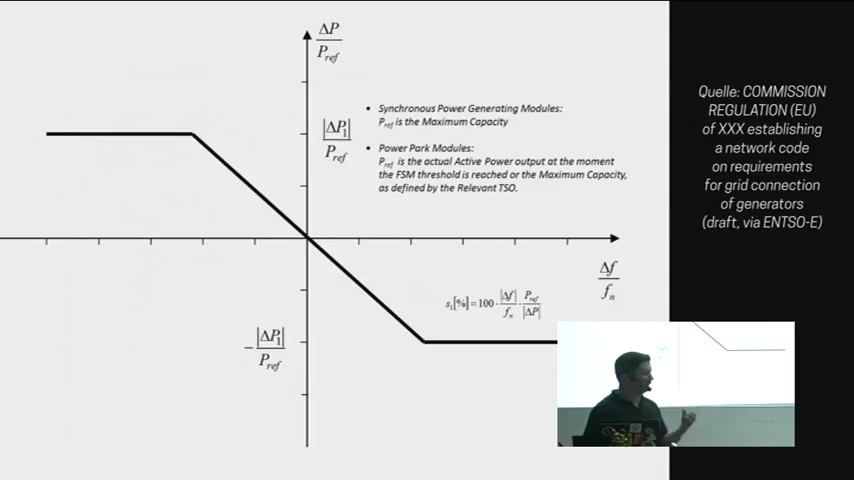 ΔP
P_ref
|ΔP₁|
P_ref
• Synchronous Power Generating Modules:
P_ref is the Maximum Capacity
• Power Park Modules:
P_ref is the actual Active Power output at the moment
the FSM threshold is reached or the Maximum Capacity,
as defined by the Relevant TSO.
Δf
f_n
s₁[%]=100·|Δf|/f_n·P_ref/|ΔP|
−|ΔP₁|
P_ref
Quelle: COMMISSION
REGULATION (EU)
of XXX establishing
a network code
on requirements
for grid connection
of generators
(draft, via ENTSO-E)